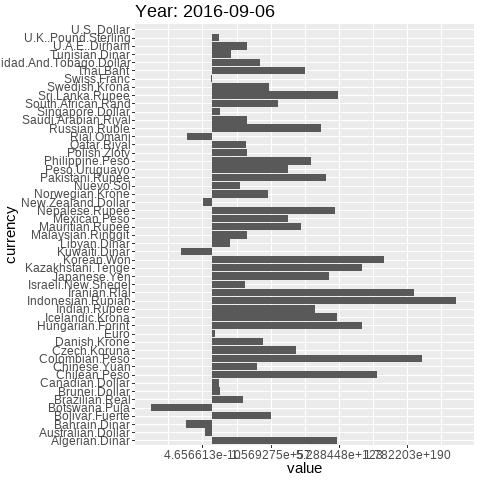 Year: 2016-09-06
U.S..Dollar
U.K..Pound.Sterling
U.A.E..Dirham
Tunisian.Dinar
idad.And.Tobago.Dollar
Thai.Baht
Swiss.Franc
Swedish.Krona
Sri.Lanka.Rupee
South.African.Rand
Singapore.Dollar
Saudi.Arabian.Riyal
Russian.Ruble
Rial.Omani
Qatar.Riyal
Polish.Zloty
Philippine.Peso
Peso.Uruguayo
Pakistani.Rupee
Nuevo.Sol
Norwegian.Krone
New.Zealand.Dollar
Nepalese.Rupee
Mexican.Peso
Mauritian.Rupee
Malaysian.Ringgit
Libyan.Dinar
Kuwaiti.Dinar
Korean.Won
Kazakhstani.Tenge
Japanese.Yen
Israeli.New.Sheqel
Iranian.Rial
Indonesian.Rupiah
Indian.Rupee
Icelandic.Krona
Hungarian.Forint
Euro
Danish.Krone
Czech.Koruna
Colombian.Peso
Chinese.Yuan
Chilean.Peso
Canadian.Dollar
Brunei.Dollar
Brazilian.Real
Botswana.Pula
Bolivar.Fuerte
Bahrain.Dinar
Australian.Dollar
Algerian.Dinar
currency
value